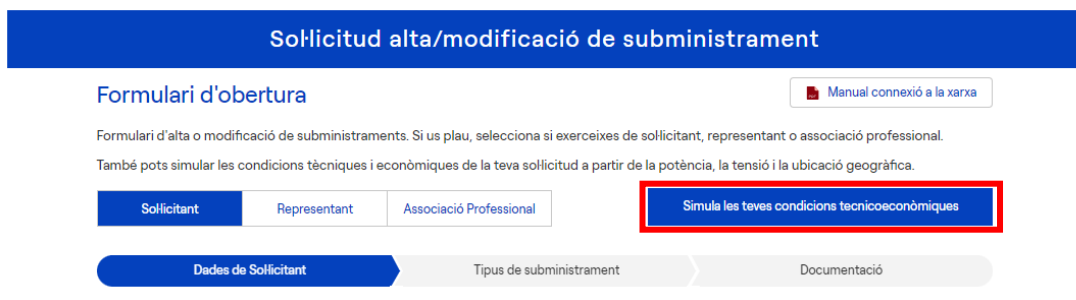 Sol·licitud alta/modificació de subministrament
Formulari d'obertura
Manual connexió a la xarxa
Formulari d'alta o modificació de subministraments. Si us plau, selecciona si exerceixes de sol·licitant, representant o associació professional.
També pots simular les condicions tècniques i econòmiques de la teva sol·licitud a partir de la potència, la tensió i la ubicació geogràfica.
Sol·licitant Representant Associació Professional Simula les teves condicions tecnicoeconòmiques
Dades de Sol·licitant Tipus de subministrament Documentació